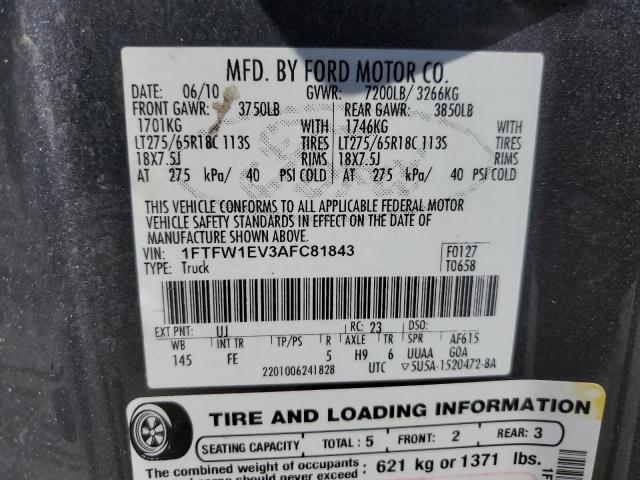 MFD. BY FORD MOTOR CO.
DATE: 06/10 GVWR: 7200LB/ 3266KG
FRONT GAWR: 3750LB REAR GAWR: 3850LB
1701KG WITH 1746KG WITH
LT275/65R18C 113S TIRES LT275/65R18C 113S TIRES
18X7.5J RIMS 18X7.5J RIMS
AT 275 kPa/ 40 PSI COLD AT 275 kPa/ 40 PSI COLD
THIS VEHICLE CONFORMS TO ALL APPLICABLE FEDERAL MOTOR
VEHICLE SAFETY STANDARDS IN EFFECT ON THE DATE OF
MANUFACTURE SHOWN ABOVE.
VIN: 1FTFW1EV3AFC81843 F0127
TYPE: Truck T0658
EXT PNT: UJ RC: 23 DSO:
WB INT TR TP/PS R AXLE TR SPR AF615
145 FE 5 H9 6 UUAA G0A
2201006241828 UTC ▽5U5A-1520472-BA
TIRE AND LOADING INFORMATION
SEATING CAPACITY TOTAL : 5 FRONT: 2 REAR: 3
The combined weight of occupants : 621 kg or 1371 lbs.
should never exceed
1F